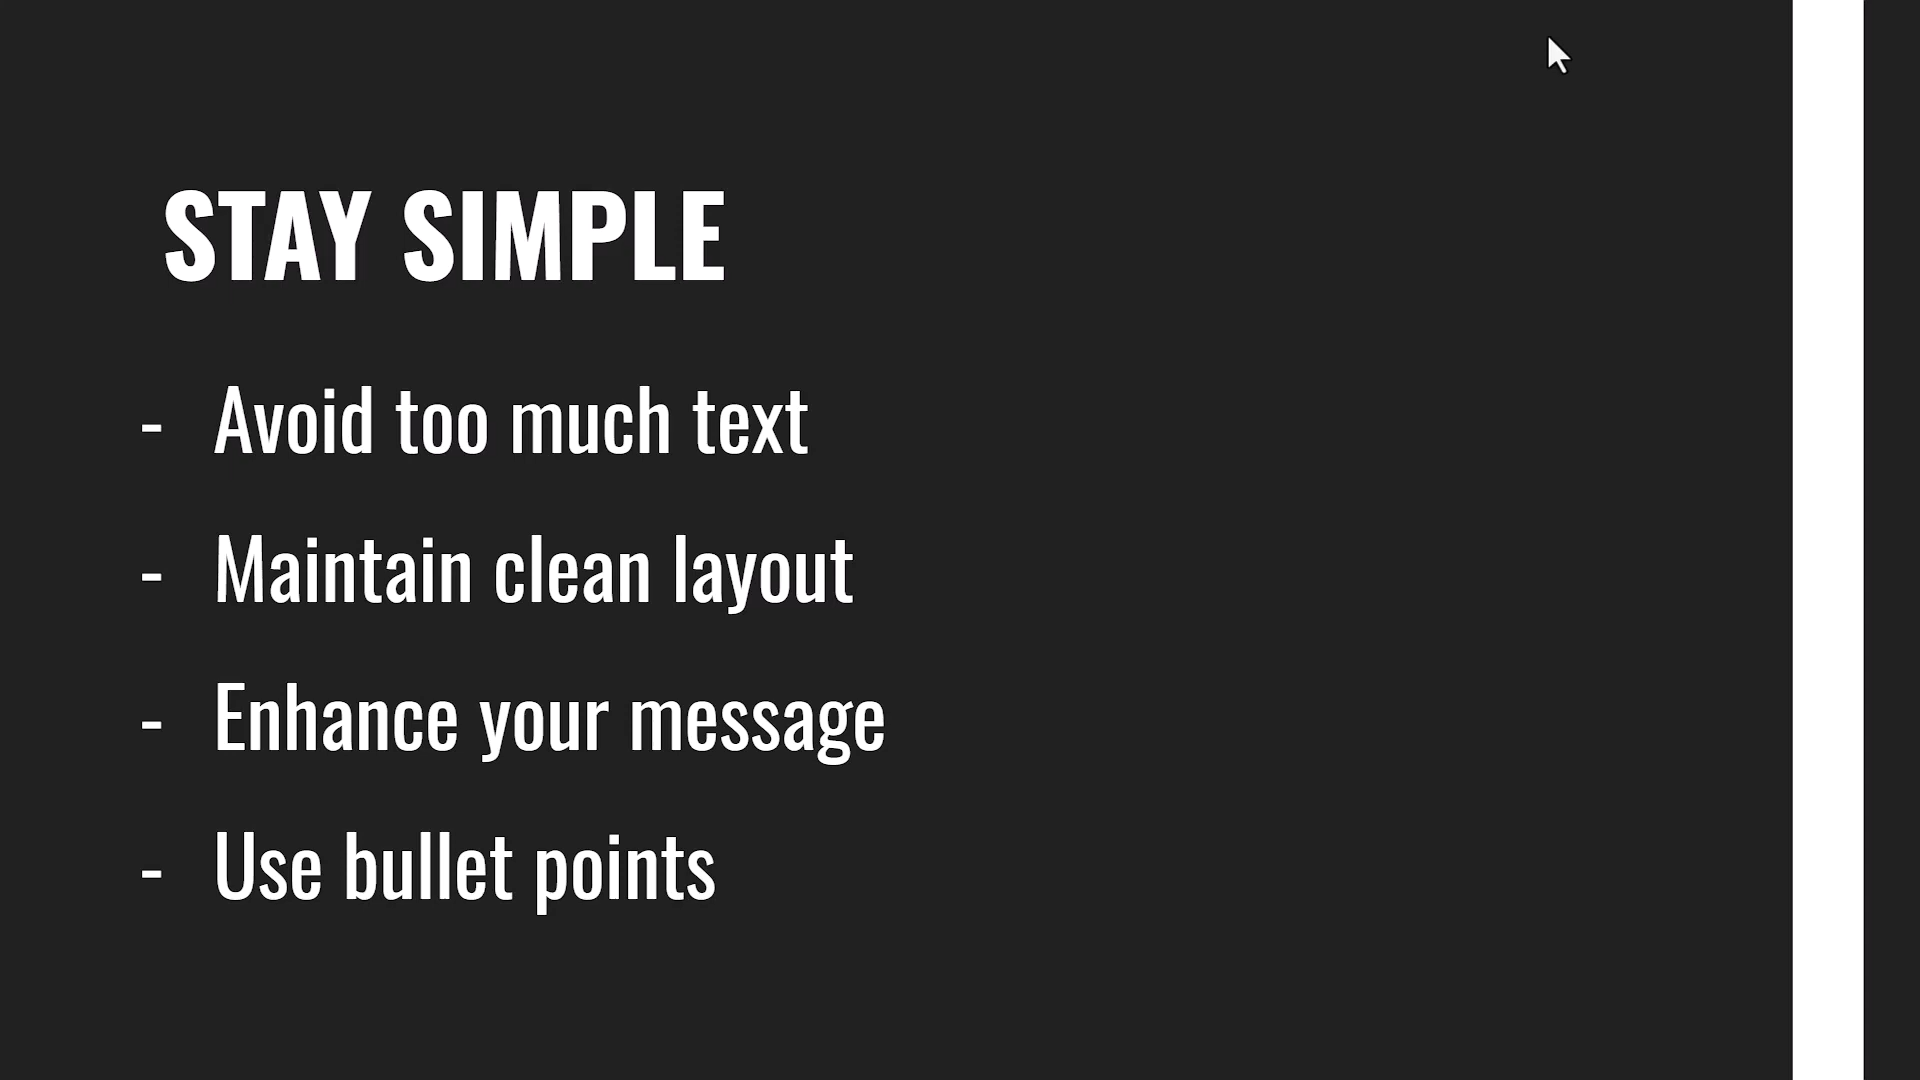 STAY SIMPLE
- Avoid too much text
- Maintain clean layout
- Enhance your message
- Use bullet points